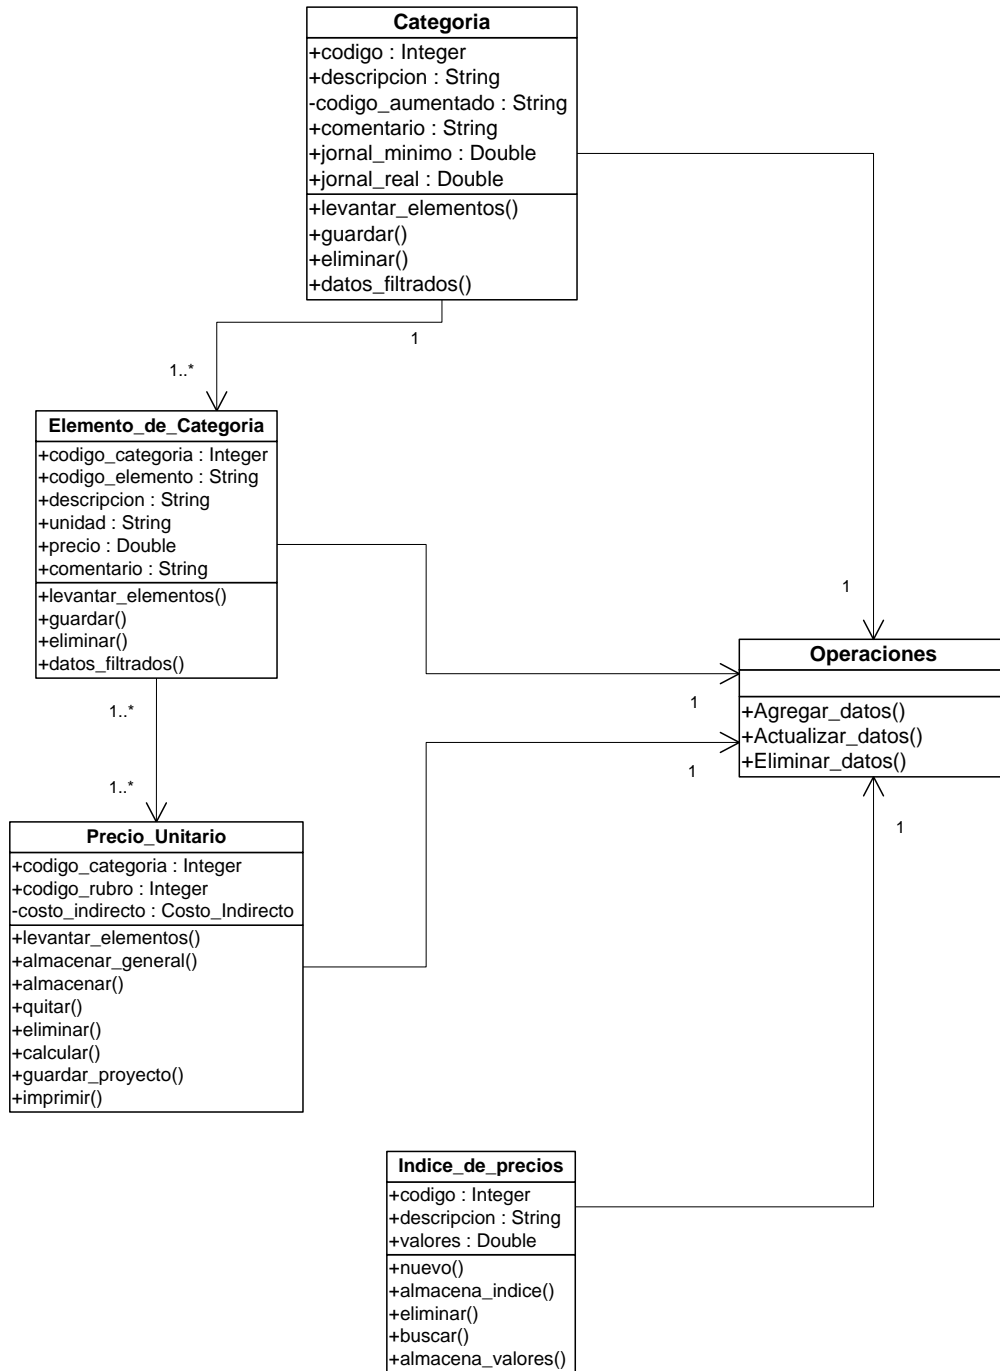 Categoria
+codigo : Integer
+descripcion : String
-codigo_aumentado : String
+comentario : String
+jornal_minimo : Double
+jornal_real : Double
+levantar_elementos()
+guardar()
+eliminar()
+datos_filtrados()
1
1..*
Elemento_de_Categoria
+codigo_categoria : Integer
+codigo_elemento : String
+descripcion : String
+unidad : String
+precio : Double
+comentario : String
+levantar_elementos()
+guardar()
+eliminar()
+datos_filtrados()
1
Operaciones
+Agregar_datos()
+Actualizar_datos()
+Eliminar_datos()
1
1..*
1
1..*
1
Precio_Unitario
+codigo_categoria : Integer
+codigo_rubro : Integer
-costo_indirecto : Costo_Indirecto
+levantar_elementos()
+almacenar_general()
+almacenar()
+quitar()
+eliminar()
+calcular()
+guardar_proyecto()
+imprimir()
Indice_de_precios
+codigo : Integer
+descripcion : String
+valores : Double
+nuevo()
+almacena_indice()
+eliminar()
+buscar()
+almacena_valores()